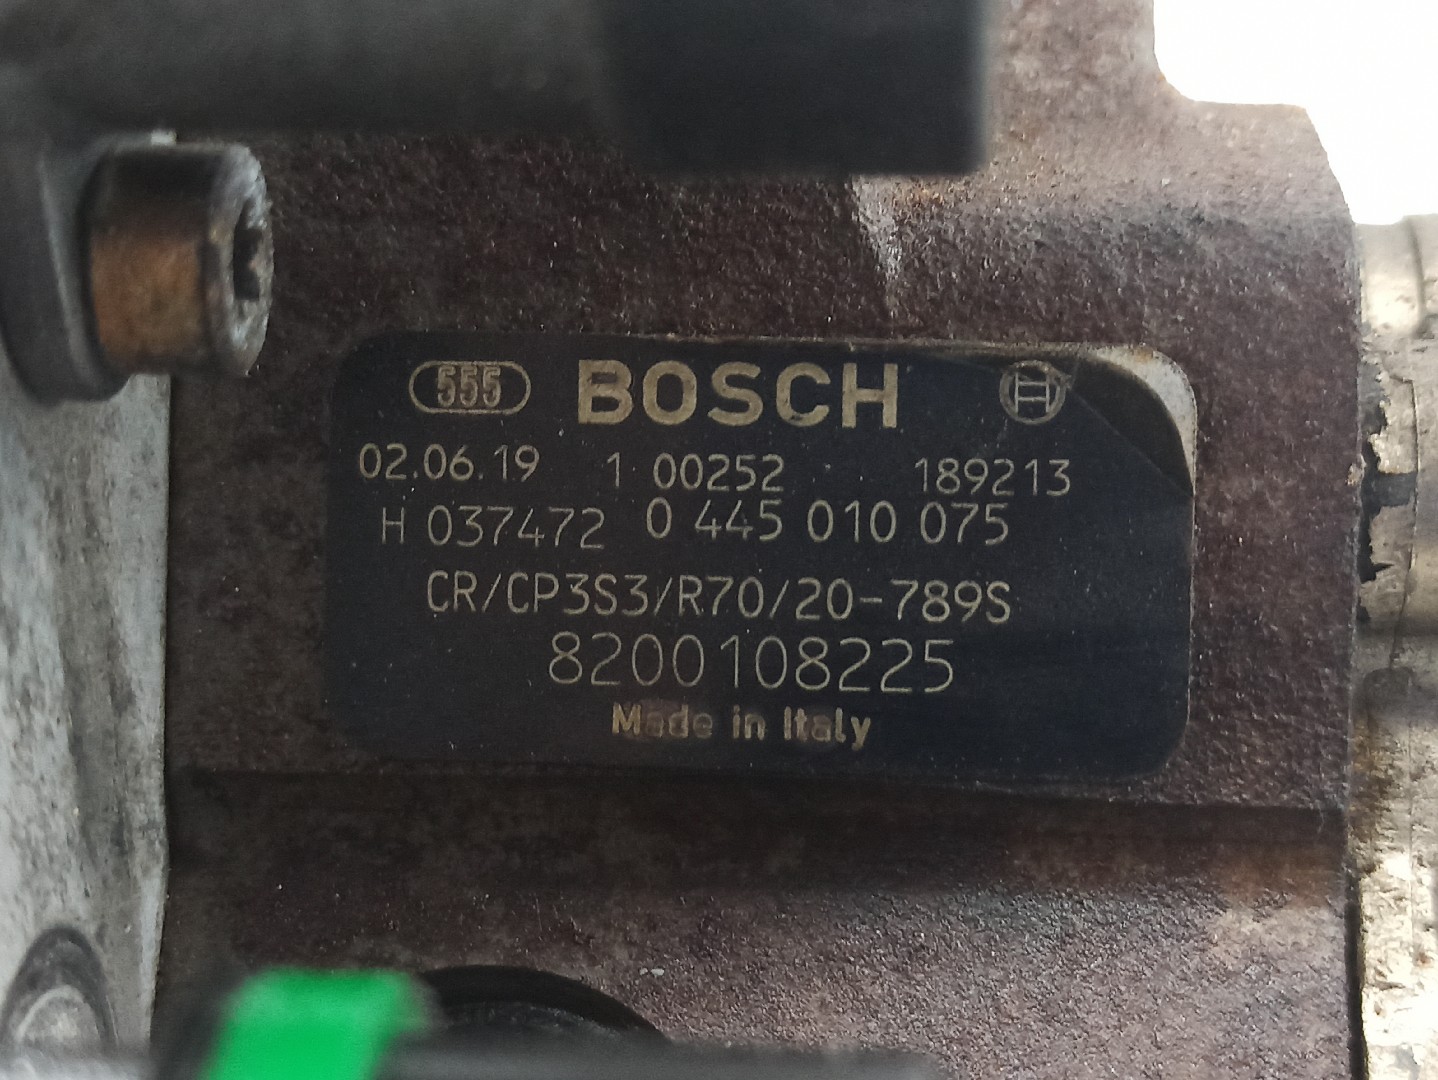 555 BOSCH
02.06.19 1 00252 189213
H 037472 0 445 010 075
CR/CP3S3/R70/20-789S
8200108225
Made in Italy